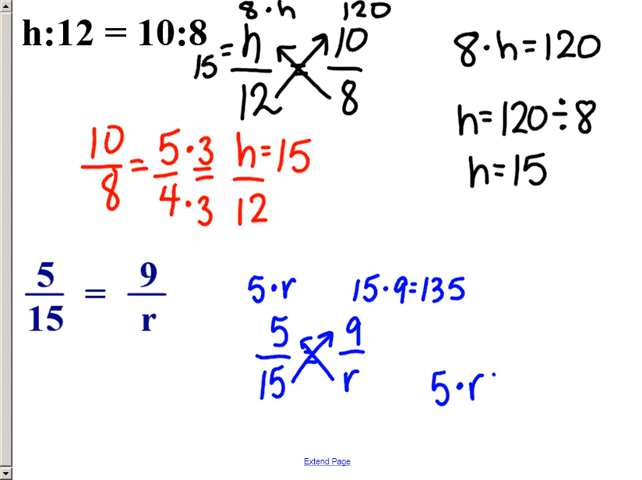 h:12 = 10:8
8·h 120
15 = h/12 10/8
8·h=120
h=120÷8
h=15
10/8 = 5·3/4·3 = h=15/12
5/15 = 9/r
5·r 15·9=135
5/15 9/r
5·r
Extend Page